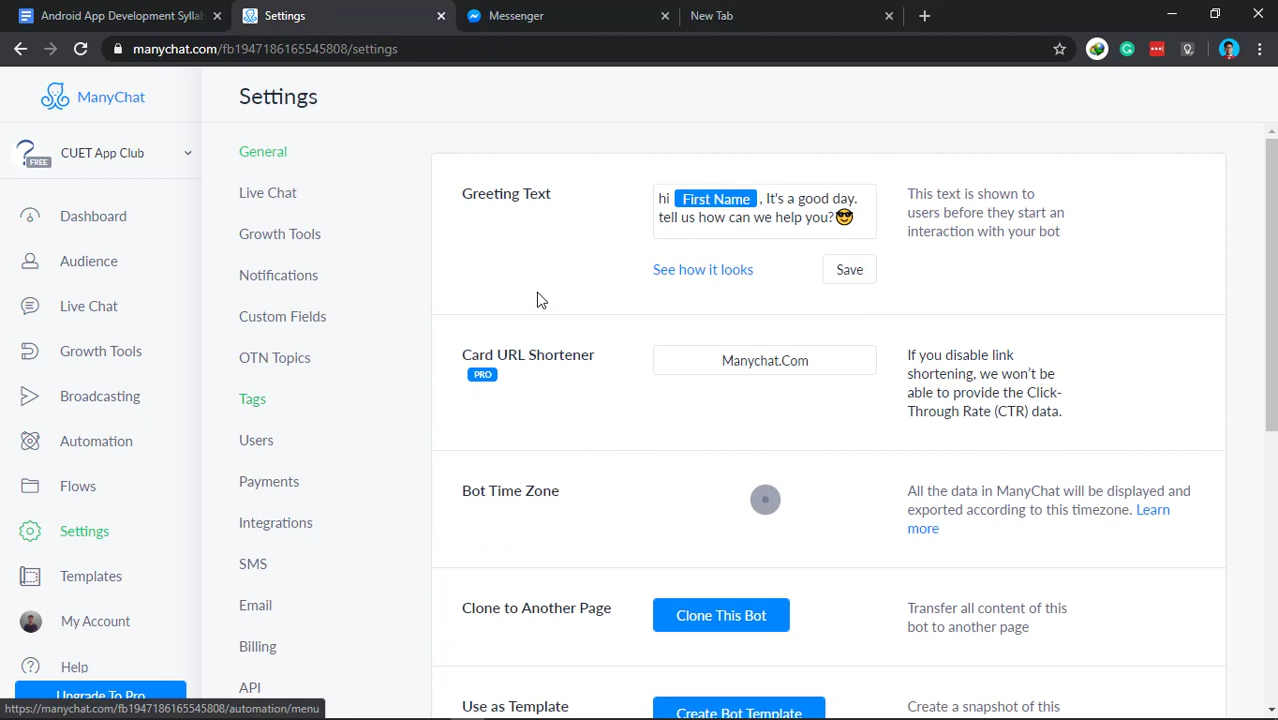 Android App Development Syllab
Settings
Messenger
New Tab
manychat.com/fb1947186165545808/settings
ManyChat
Settings
FREE
CUET App Club
Dashboard
Audience
Live Chat
Growth Tools
Broadcasting
Automation
Flows
Settings
Templates
My Account
Help
Upgrade To Pro
https://manychat.com/fb1947186165545808/automation/menu
General
Live Chat
Growth Tools
Notifications
Custom Fields
OTN Topics
Tags
Users
Payments
Integrations
SMS
Email
Billing
API
Greeting Text
hi First Name , It's a good day.
tell us how can we help you?😎
See how it looks
Save
This text is shown to
users before they start an
interaction with your bot
Card URL Shortener
PRO
Manychat.Com
If you disable link
shortening, we won't be
able to provide the Click-
Through Rate (CTR) data.
Bot Time Zone
All the data in ManyChat will be displayed and
exported according to this timezone. Learn
more
Clone to Another Page
Clone This Bot
Transfer all content of this
bot to another page
Use as Template
Create Bot Template
Create a snapshot of this